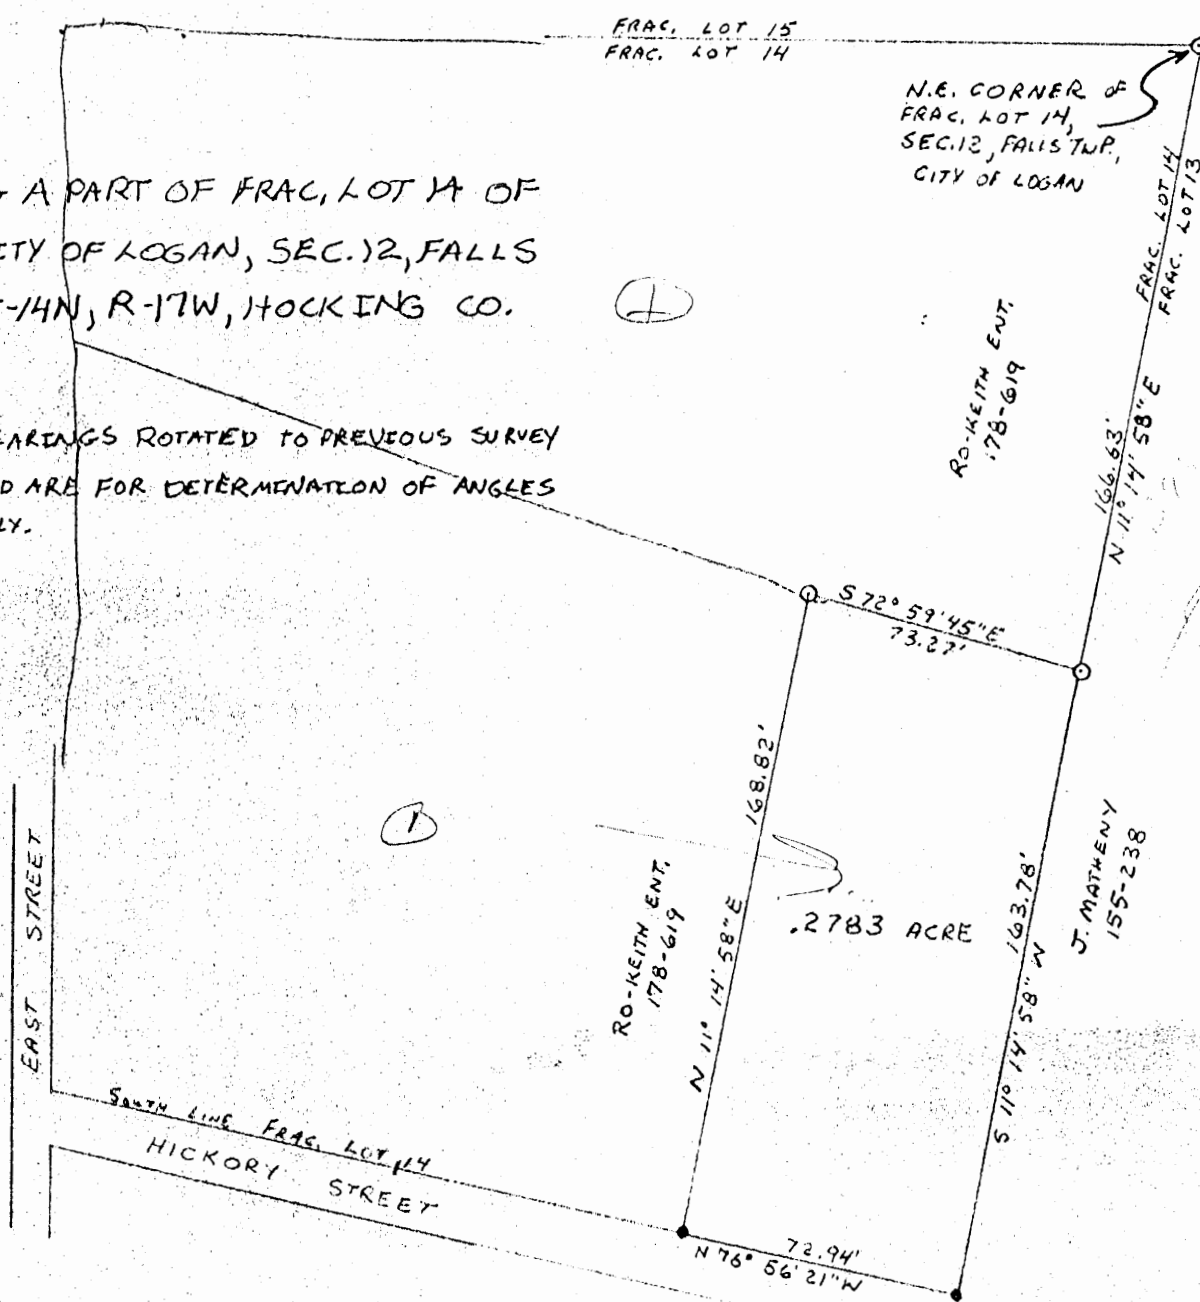 FRAC. LOT 15
FRAC. LOT 14
N.E. CORNER OF
FRAC. LOT 14,
SEC.12, FALLS TWP.,
CITY OF LOGAN
A PART OF FRAC. LOT 14 OF
CITY OF LOGAN, SEC.12, FALLS
-14N, R-17W, HOCKING CO.
BEARINGS ROTATED TO PREVIOUS SURVEY
ARE FOR DETERMINATION OF ANGLES
FRAC. LOT 14
FRAC. LOT 13
166.63'
N 11° 14' 58" E
RO-KEITH ENT.
178-619
S 72° 59' 45" E
73.27'
168.82'
N 11° 14' 58" E
1
RO-KEITH ENT.
178-619
.2783 ACRE
163.78'
S 11° 14' 58" W
J. MATHENY
155-238
EAST STREET
SOUTH LINE FRAC. LOT 14
HICKORY STREET
72.94'
N 76° 56' 21" W